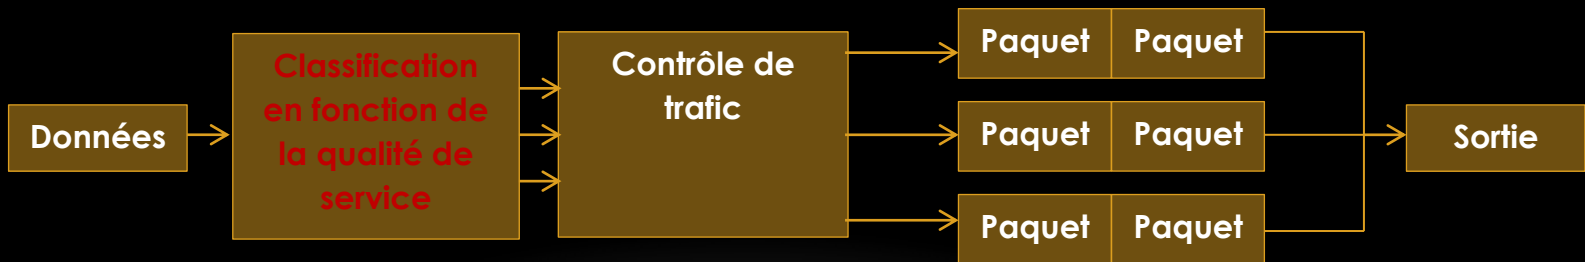 Données
Classification
en fonction de
la qualité de
service
Contrôle de
trafic
Paquet Paquet
Paquet Paquet
Paquet Paquet
Sortie